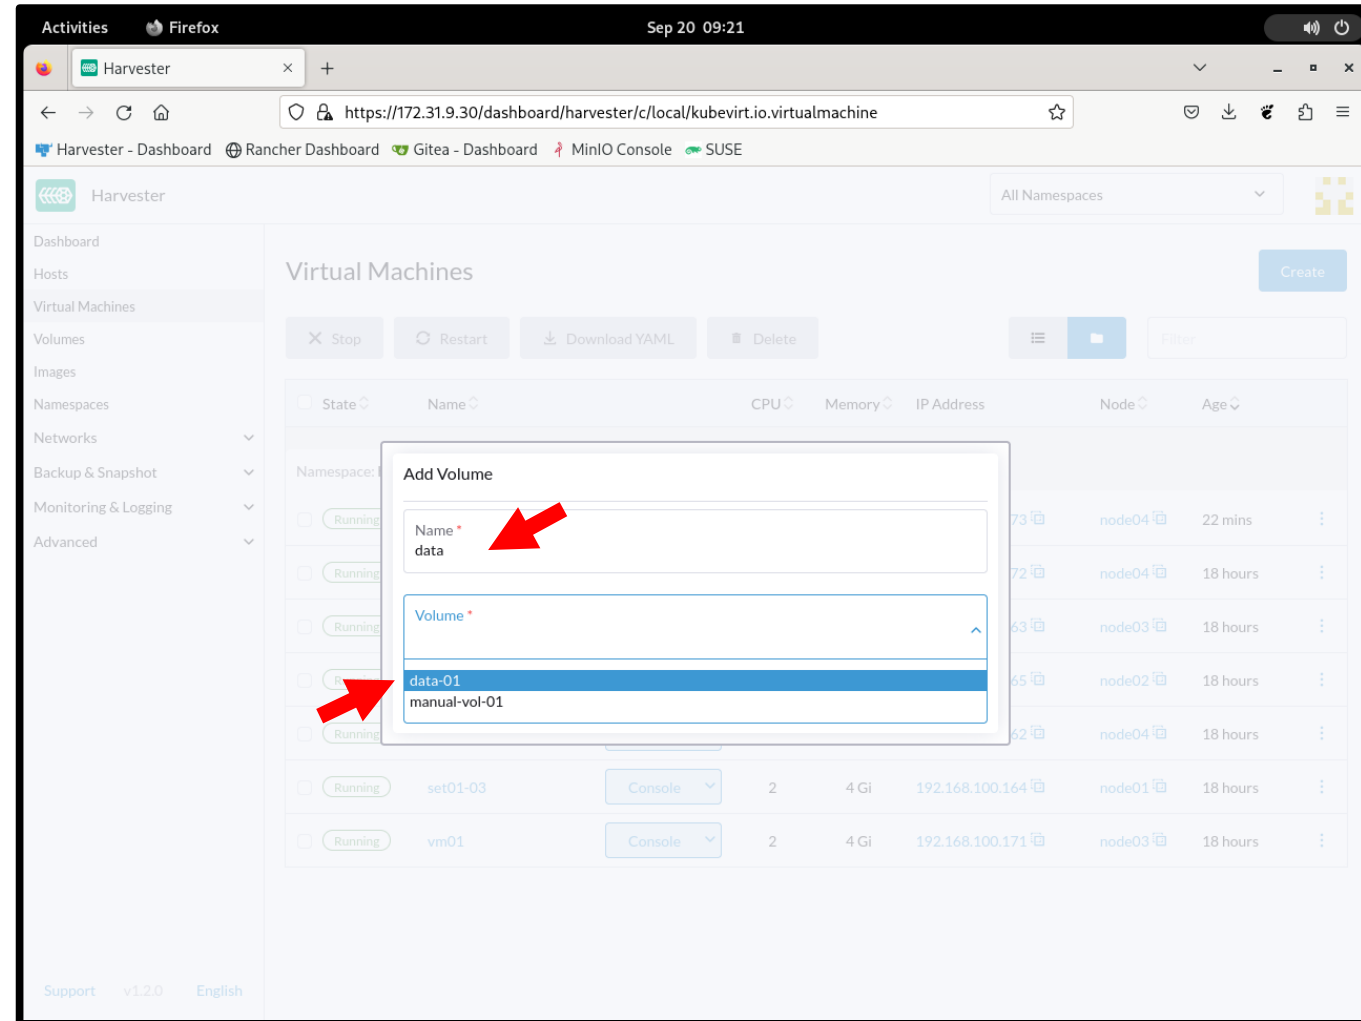 Activities Firefox Sep 20 09:21
Harvester
https://172.31.9.30/dashboard/harvester/c/local/kubevirt.io.virtualmachine
Harvester - Dashboard Rancher Dashboard Gitea - Dashboard MinIO Console SUSE
Harvester All Namespaces
Dashboard
Hosts
Virtual Machines
Volumes
Images
Namespaces
Networks
Backup & Snapshot
Monitoring & Logging
Advanced
Virtual Machines Create
Stop Restart Download YAML Delete Filter
State Name CPU Memory IP Address Node Age
Namespace:
Add Volume
Name *
data
Volume *
data-01
manual-vol-01
Running 73 node04 22 mins
Running 72 node04 18 hours
Running 63 node03 18 hours
65 node02 18 hours
Running 62 node04 18 hours
Running set01-03 Console 2 4 Gi 192.168.100.164 node01 18 hours
Running vm01 Console 2 4 Gi 192.168.100.171 node03 18 hours
Support v1.2.0 English